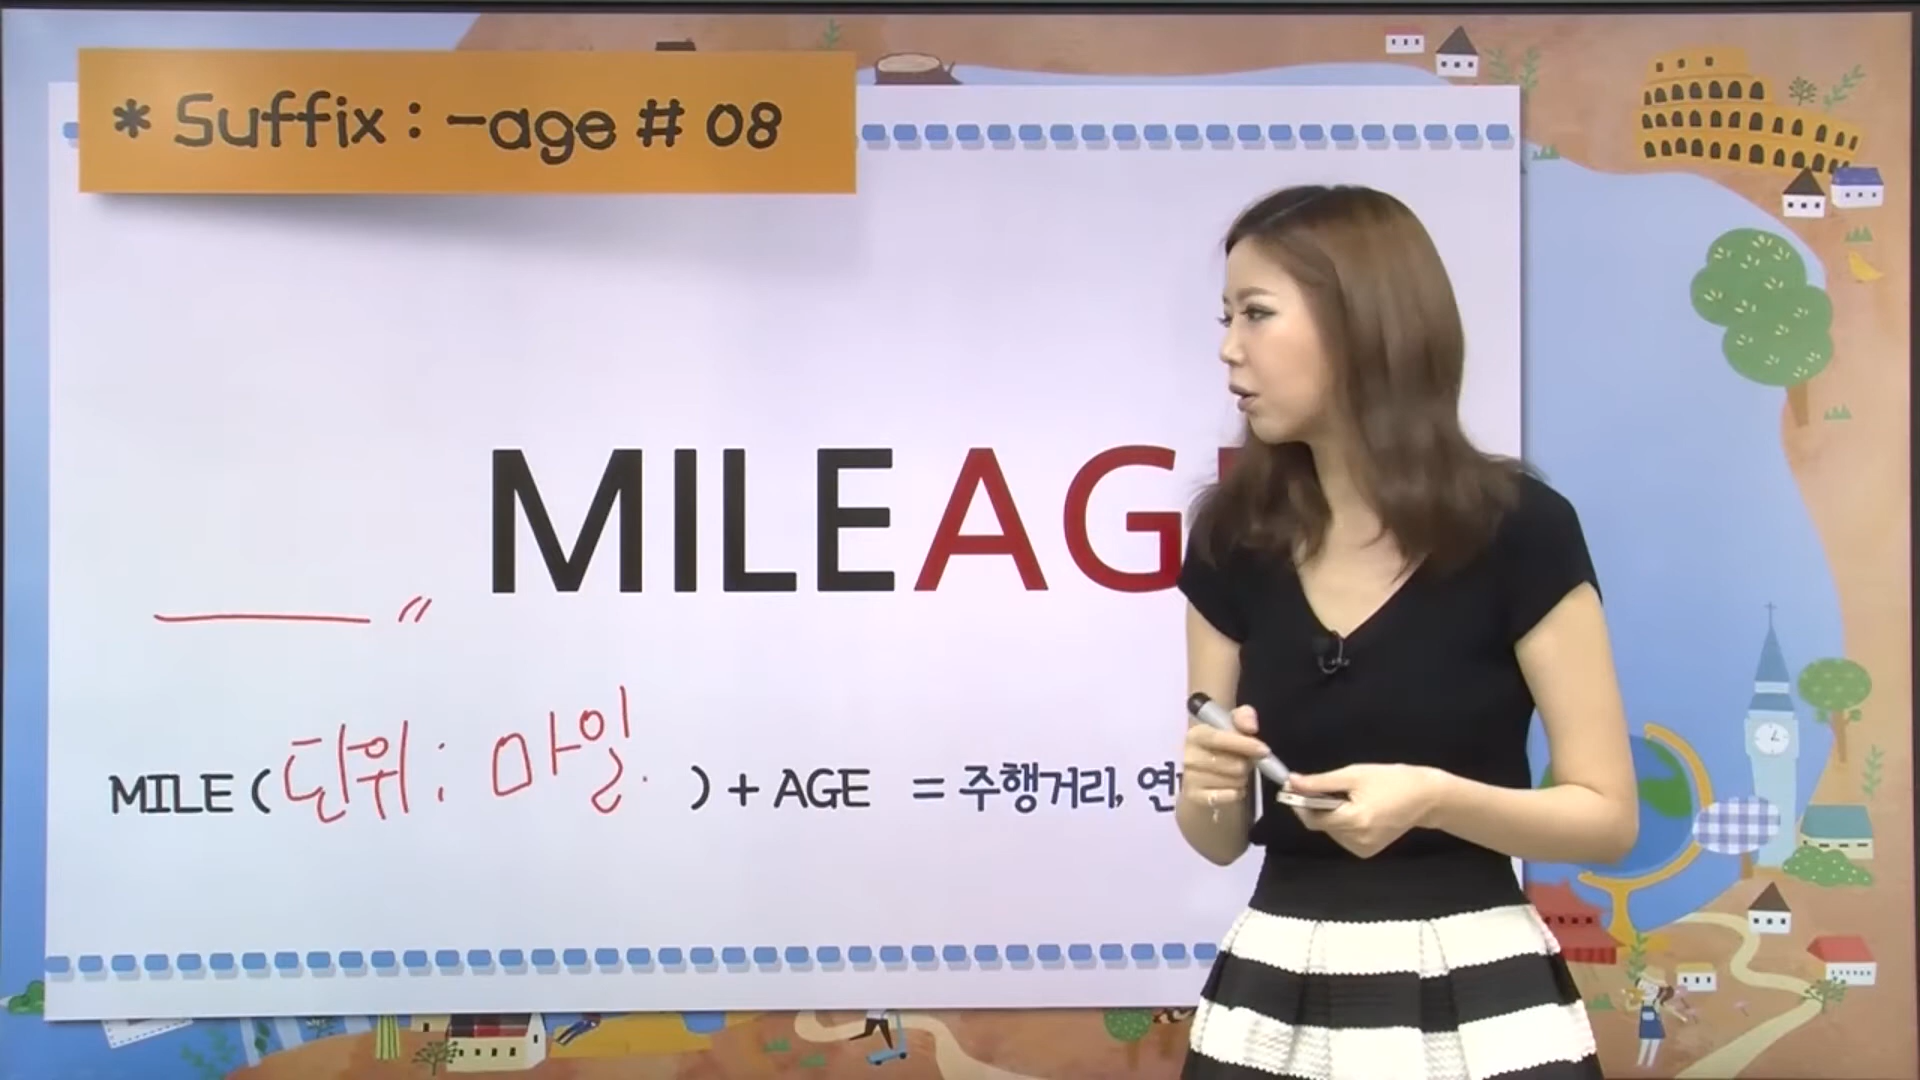 * Suffix : -age # 08
MILEAG
MILE ( 단위 : 마일. ) + AGE = 주행거리, 연